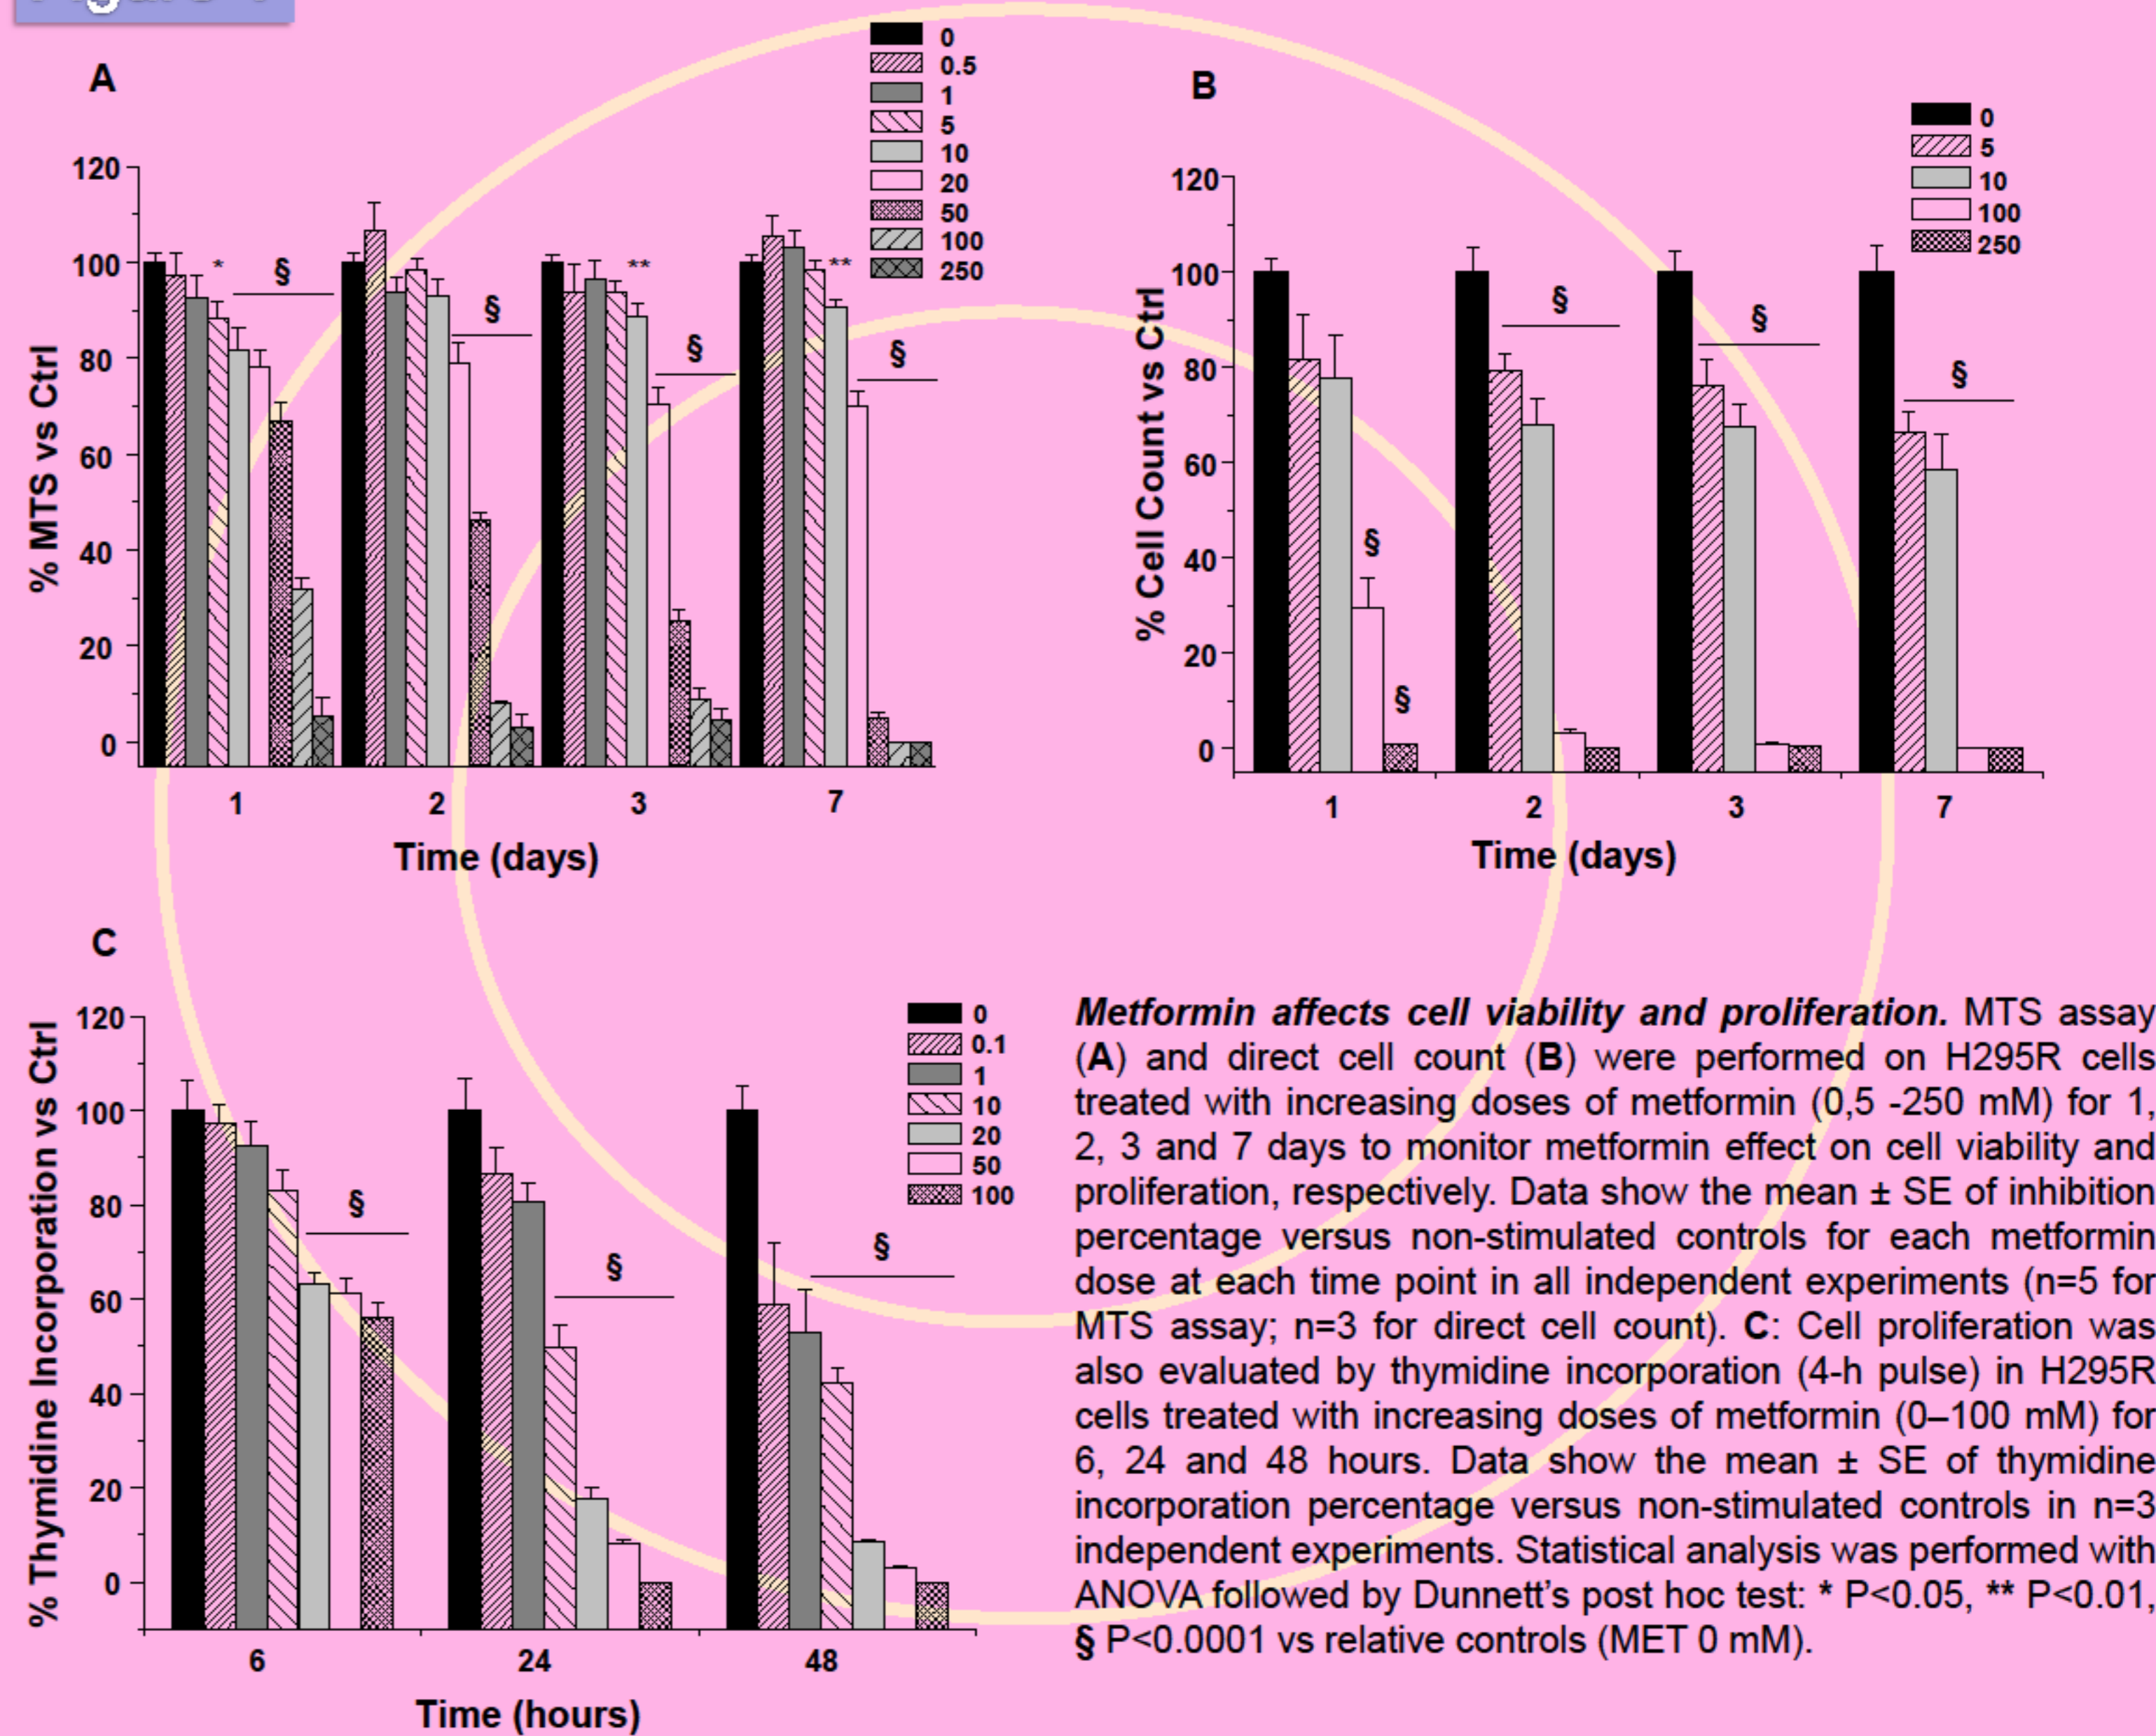 A
0
0.5
1
5
10
20
50
100
250
120
100
80
60
40
20
0
% MTS vs Ctrl
*
§
§
**
§
**
§
1
2
3
7
Time (days)
B
0
5
10
100
250
120
100
80
60
40
20
0
% Cell Count vs Ctrl
§
§
§
§
§
1
2
3
7
Time (days)
C
0
0.1
1
10
20
50
100
120
100
80
60
40
20
0
% Thymidine Incorporation vs Ctrl
§
§
§
6
24
48
Time (hours)
Metformin affects cell viability and proliferation. MTS assay
(A) and direct cell count (B) were performed on H295R cells
treated with increasing doses of metformin (0,5 -250 mM) for 1,
2, 3 and 7 days to monitor metformin effect on cell viability and
proliferation, respectively. Data show the mean ± SE of inhibition
percentage versus non-stimulated controls for each metformin
dose at each time point in all independent experiments (n=5 for
MTS assay; n=3 for direct cell count). C: Cell proliferation was
also evaluated by thymidine incorporation (4-h pulse) in H295R
cells treated with increasing doses of metformin (0–100 mM) for
6, 24 and 48 hours. Data show the mean ± SE of thymidine
incorporation percentage versus non-stimulated controls in n=3
independent experiments. Statistical analysis was performed with
ANOVA followed by Dunnett’s post hoc test: * P<0.05, ** P<0.01,
§ P<0.0001 vs relative controls (MET 0 mM).